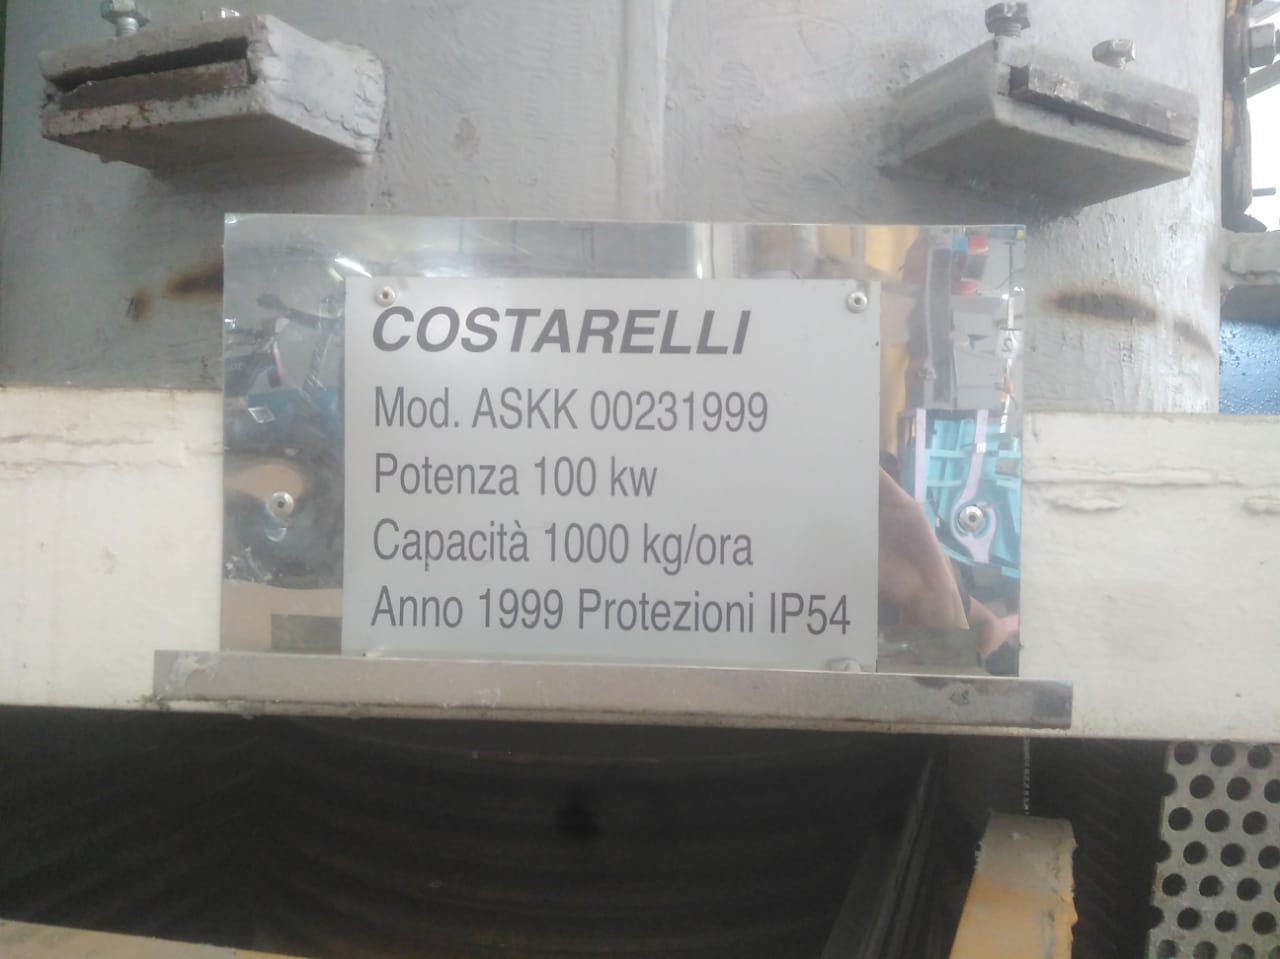 COSTARELLI
Mod. ASKK 00231999
Potenza 100 kw
Capacità 1000 kg/ora
Anno 1999 Protezioni IP54